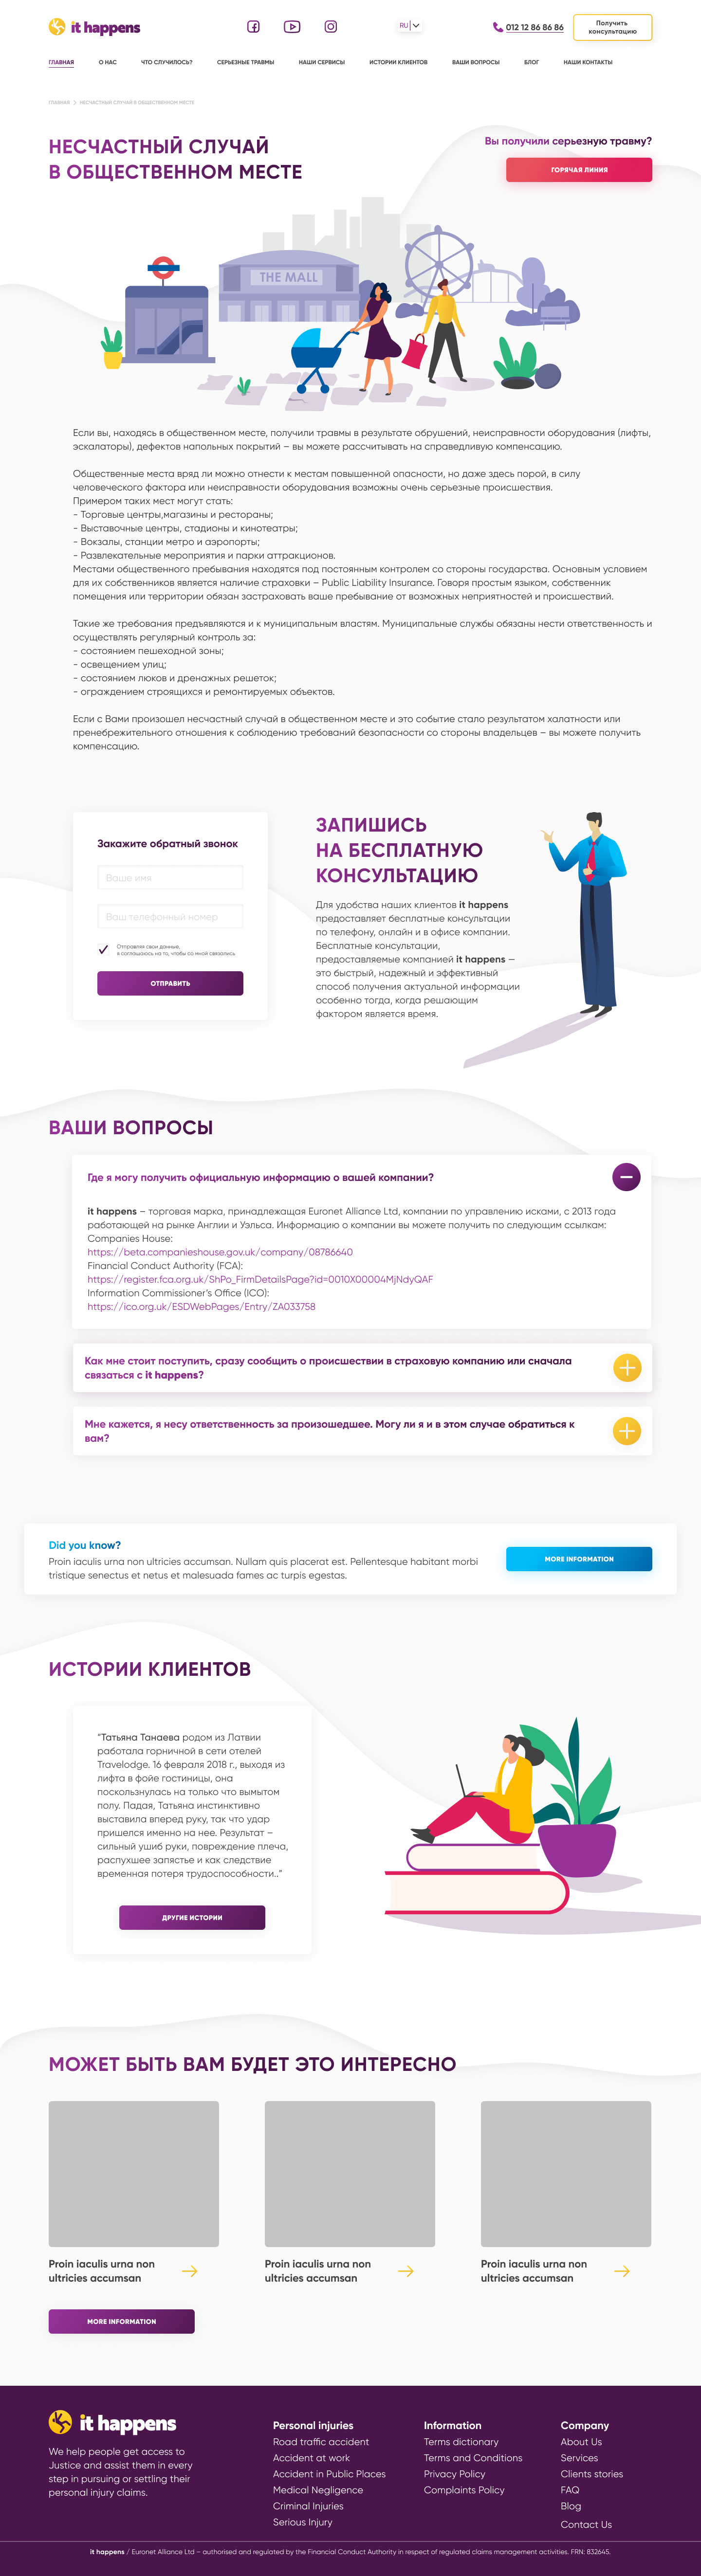 it happens
RU
012 12 86 86 86
Получить
консультацию
ГЛАВНАЯ
О НАС
ЧТО СЛУЧИЛОСЬ?
СЕРЬЕЗНЫЕ ТРАВМЫ
НАШИ СЕРВИСЫ
ИСТОРИИ КЛИЕНТОВ
ВАШИ ВОПРОСЫ
БЛОГ
НАШИ КОНТАКТЫ
ГЛАВНАЯ > НЕСЧАСТНЫЙ СЛУЧАЙ В ОБЩЕСТВЕННОМ МЕСТЕ
НЕСЧАСТНЫЙ СЛУЧАЙ
В ОБЩЕСТВЕННОМ МЕСТЕ
Вы получили серьезную травму?
ГОРЯЧАЯ ЛИНИЯ
THE MALL
Если вы, находясь в общественном месте, получили травмы в результате обрушений, неисправности оборудования (лифты,
эскалаторы), дефектов напольных покрытий – вы можете рассчитывать на справедливую компенсацию.
Общественные места вряд ли можно отнести к местам повышенной опасности, но даже здесь порой, в силу
человеческого фактора или неисправности оборудования возможны очень серьезные происшествия.
Примером таких мест могут стать:
- Торговые центры,магазины и рестораны;
- Выставочные центры, стадионы и кинотеатры;
- Вокзалы, станции метро и аэропорты;
- Развлекательные мероприятия и парки аттракционов.
Местами общественного пребывания находятся под постоянным контролем со стороны государства. Основным условием
для их собственников является наличие страховки – Public Liability Insurance. Говоря простым языком, собственник
помещения или территории обязан застраховать ваше пребывание от возможных неприятностей и происшествий.
Такие же требования предъявляются и к муниципальным властям. Муниципальные службы обязаны нести ответственность и
осуществлять регулярный контроль за:
- состоянием пешеходной зоны;
- освещением улиц;
- состоянием люков и дренажных решеток;
- ограждением строящихся и ремонтируемых объектов.
Если с Вами произошел несчастный случай в общественном месте и это событие стало результатом халатности или
пренебрежительного отношения к соблюдению требований безопасности со стороны владельцев – вы можете получить
компенсацию.
Закажите обратный звонок
Ваше имя
Ваш телефонный номер
Отправляя свои данные,
я соглашаюсь на то, чтобы со мной связались
ОТПРАВИТЬ
ЗАПИШИСЬ
НА БЕСПЛАТНУЮ
КОНСУЛЬТАЦИЮ
Для удобства наших клиентов it happens
предоставляет бесплатные консультации
по телефону, онлайн и в офисе компании.
Бесплатные консультации,
предоставляемые компанией it happens —
это быстрый, надежный и эффективный
способ получения актуальной информации
особенно тогда, когда решающим
фактором является время.
ВАШИ ВОПРОСЫ
Где я могу получить официальную информацию о вашей компании?
it happens – торговая марка, принадлежащая Euronet Alliance Ltd, компании по управлению исками, с 2013 года
работающей на рынке Англии и Уэльса. Информацию о компании вы можете получить по следующим ссылкам:
Companies House:
https://beta.companieshouse.gov.uk/company/08786640
Financial Conduct Authority (FCA):
https://register.fca.org.uk/ShPo_FirmDetailsPage?id=0010X00004MjNdyQAF
Information Commissioner's Office (ICO):
https://ico.org.uk/ESDWebPages/Entry/ZA033758
Как мне стоит поступить, сразу сообщить о происшествии в страховую компанию или сначала
связаться с it happens?
Мне кажется, я несу ответственность за произошедшее. Могу ли я и в этом случае обратиться к
вам?
Did you know?
Proin iaculis urna non ultricies accumsan. Nullam quis placerat est. Pellentesque habitant morbi
tristique senectus et netus et malesuada fames ac turpis egestas.
MORE INFORMATION
ИСТОРИИ КЛИЕНТОВ
"Татьяна Танаева родом из Латвии
работала горничной в сети отелей
Travelodge. 16 февраля 2018 г., выходя из
лифта в фойе гостиницы, она
поскользнулась на только что вымытом
полу. Падая, Татьяна инстинктивно
выставила вперед руку, так что удар
пришелся именно на нее. Результат –
сильный ушиб руки, повреждение плеча,
распухшее запястье и как следствие
временная потеря трудоспособности.."
ДРУГИЕ ИСТОРИИ
МОЖЕТ БЫТЬ ВАМ БУДЕТ ЭТО ИНТЕРЕСНО
Proin iaculis urna non
ultricies accumsan
Proin iaculis urna non
ultricies accumsan
Proin iaculis urna non
ultricies accumsan
MORE INFORMATION
it happens
We help people get access to
Justice and assist them in every
step in pursuing or settling their
personal injury claims.
Personal injuries
Road traffic accident
Accident at work
Accident in Public Places
Medical Negligence
Criminal Injuries
Serious Injury
Information
Terms dictionary
Terms and Conditions
Privacy Policy
Complaints Policy
Company
About Us
Services
Clients stories
FAQ
Blog
Contact Us
it happens / Euronet Alliance Ltd – authorised and regulated by the Financial Conduct Authority in respect of regulated claims management activities. FRN: 832645.